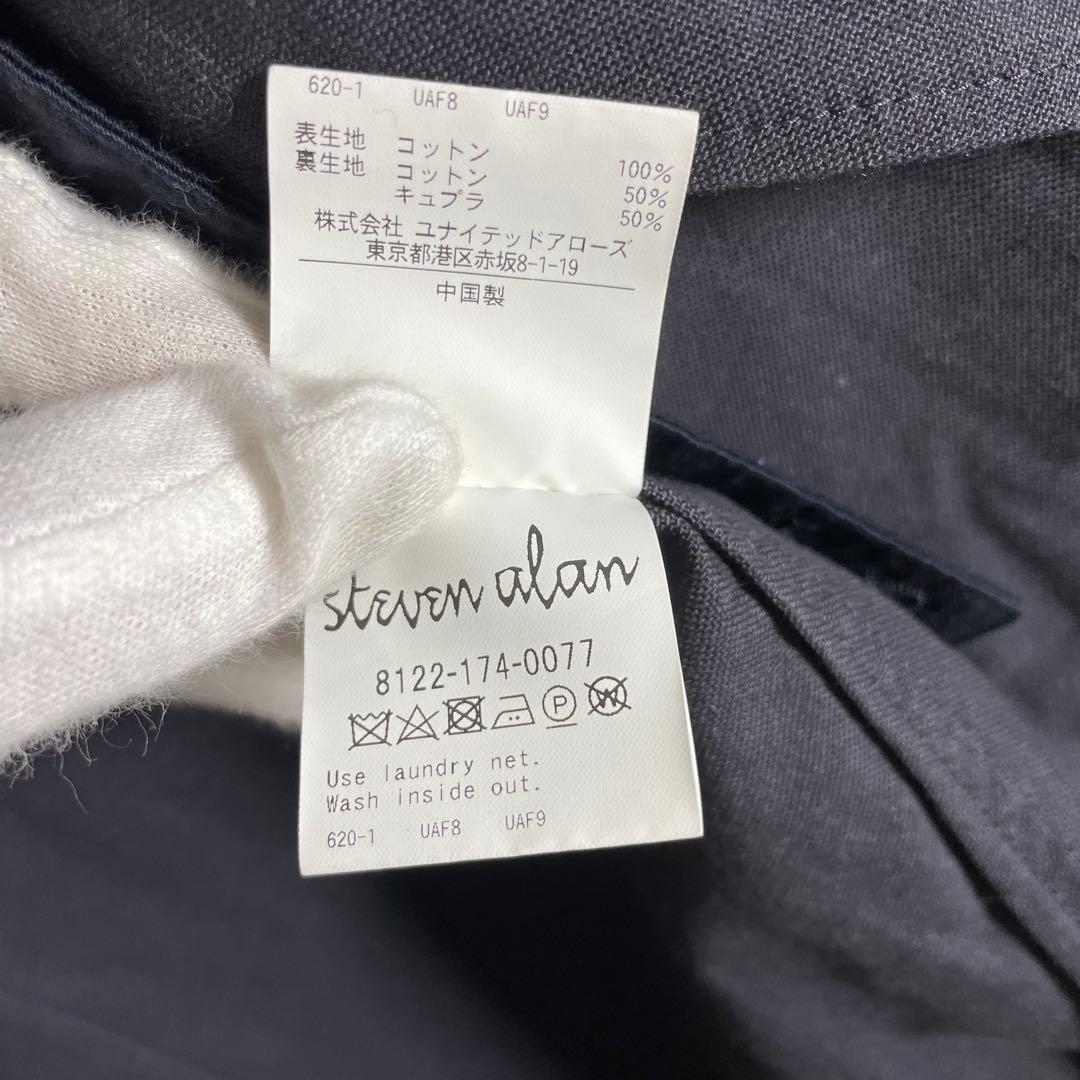 620-1 UAF8 UAF9
表生地 コットン 100%
裏生地 コットン 50%
キュプラ 50%
株式会社 ユナイテッドアローズ
東京都港区赤坂8-1-19
中国製
steven alan
8122-174-0077
P W
Use laundry net.
Wash inside out.
620-1 UAF8 UAF9